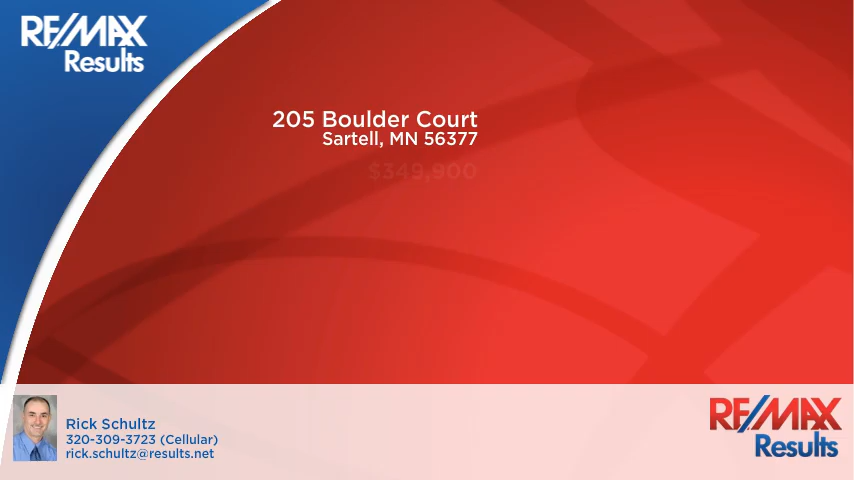 RE/MAX
Results
205 Boulder Court
Sartell, MN 56377
$349,900
Rick Schultz
320-309-3723 (Cellular)
rick.schultz@results.net
RE/MAX
Results